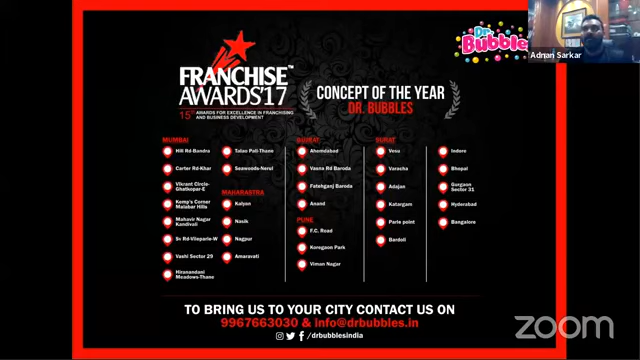 Dr.
Bubbles
Adnan Sarkar
FRANCHISE™
AWARDS'17
15TH AWARDS FOR EXCELLENCE IN FRANCHISING
AND BUSINESS DEVELOPMENT
CONCEPT OF THE YEAR
DR. BUBBLES
MUMBAI
Hill Rd-Bandra
Carter Rd-Khar
Vikrant Circle-
Ghatkopar-E
Kemp's Corner
Malabar Hills
Mahavir Nagar
Kandivali
Sv Rd-Vileparle-W
Vashi Sector 29
Hiranandani
Meadows-Thane
Talao Pali-Thane
Seawoods-Nerul
MAHARASTRA
Kalyan
Nasik
Nagpur
Amaravati
Ahemdabad
Vasna Rd Baroda
Fatehganj Baroda
Anand
PUNE
F.C. Road
Koregaon Park
Viman Nagar
SURAT
Vesu
Varacha
Adajan
Katargam
Parle point
Bardoli
Indore
Bhopal
Gurgaon
Sector 31
Hyderabad
Bangalore
TO BRING US TO YOUR CITY CONTACT US ON
9967663030 & info@drbubbles.in
/drbubblesindia
zoom